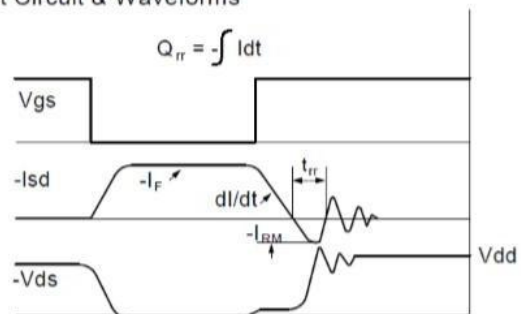 t Circuit & Waveforms
Qrr = -∫ Idt
Vgs
-Isd
-IF
dI/dt
trr
-IRM
Vdd
-Vds